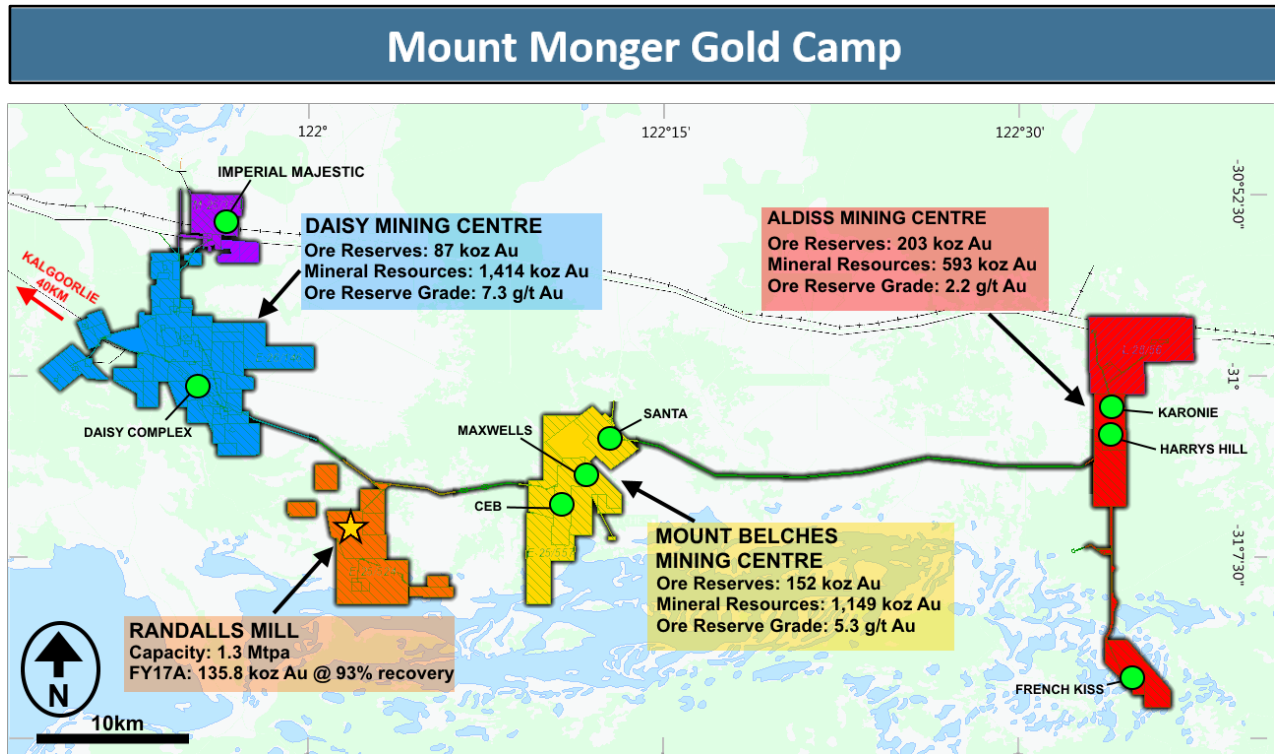 Mount Monger Gold Camp
122°
122°15'
122°30'
IMPERIAL MAJESTIC
-30°52'30"
DAISY MINING CENTRE
Ore Reserves: 87 koz Au
Mineral Resources: 1,414 koz Au
Ore Reserve Grade: 7.3 g/t Au
ALDISS MINING CENTRE
Ore Reserves: 203 koz Au
Mineral Resources: 593 koz Au
Ore Reserve Grade: 2.2 g/t Au
KALGOORLIE
40KM
-31°
DAISY COMPLEX
MAXWELLS
SANTA
KARONIE
HARRYS HILL
CEB
MOUNT BELCHES
MINING CENTRE
Ore Reserves: 152 koz Au
Mineral Resources: 1,149 koz Au
Ore Reserve Grade: 5.3 g/t Au
-31°7'30"
RANDALLS MILL
Capacity: 1.3 Mtpa
FY17A: 135.8 koz Au @ 93% recovery
FRENCH KISS
N
10km